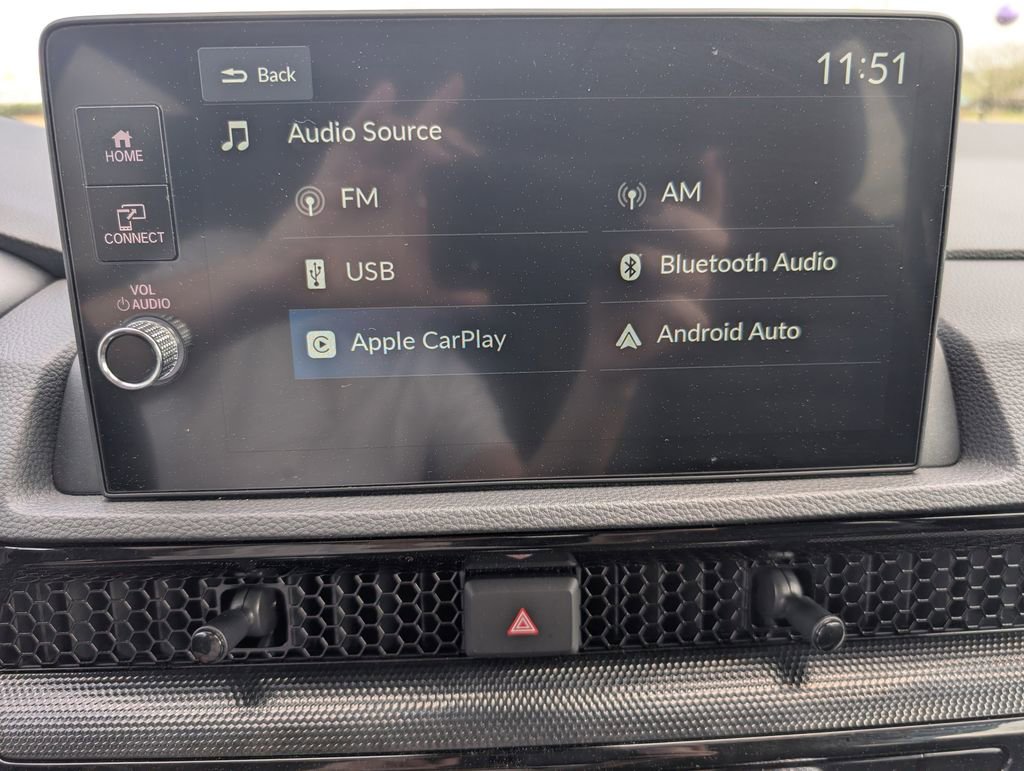 Back
11:51
HOME
Audio Source
FM
AM
CONNECT
USB
Bluetooth Audio
VOL
AUDIO
Apple CarPlay
Android Auto